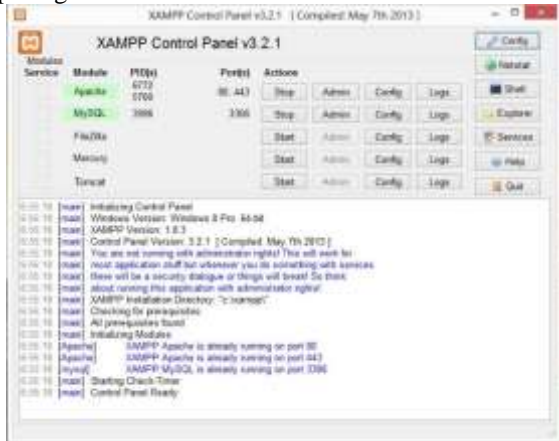 XAMPP Control Panel v3.2.1 [ Compiled: May 7th 2013 ]
XAMPP Control Panel v3.2.1
Config
Netstat
Shell
Explorer
Services
Help
Quit
Modules
Service Module PID(s) Port(s) Actions
Apache 80, 443 Stop Admin Config Logs
MySQL 3306 Stop Admin Config Logs
FileZilla Start Admin Config Logs
Mercury Start Admin Config Logs
Tomcat Start Admin Config Logs
[main] Initializing Control Panel
[main] Windows Version: Windows 8 Pro 64-bit
[main] XAMPP Version: 1.8.3
[main] Control Panel Version: 3.2.1 [ Compiled: May 7th 2013 ]
[main] You are not running with administrator rights! This will work for
[main] most application stuff but whenever you do something with services
[main] there will be a security dialogue or things will break! So think
[main] about running this application with administrator rights!
[main] XAMPP Installation Directory: "c:\xampp\"
[main] Checking for prerequisites
[main] All prerequisites found
[main] Initializing Modules
[Apache] XAMPP Apache is already running on port 80
[Apache] XAMPP Apache is already running on port 443
[mysql] XAMPP MySQL is already running on port 3306
[main] Starting Check-Timer
[main] Control Panel Ready